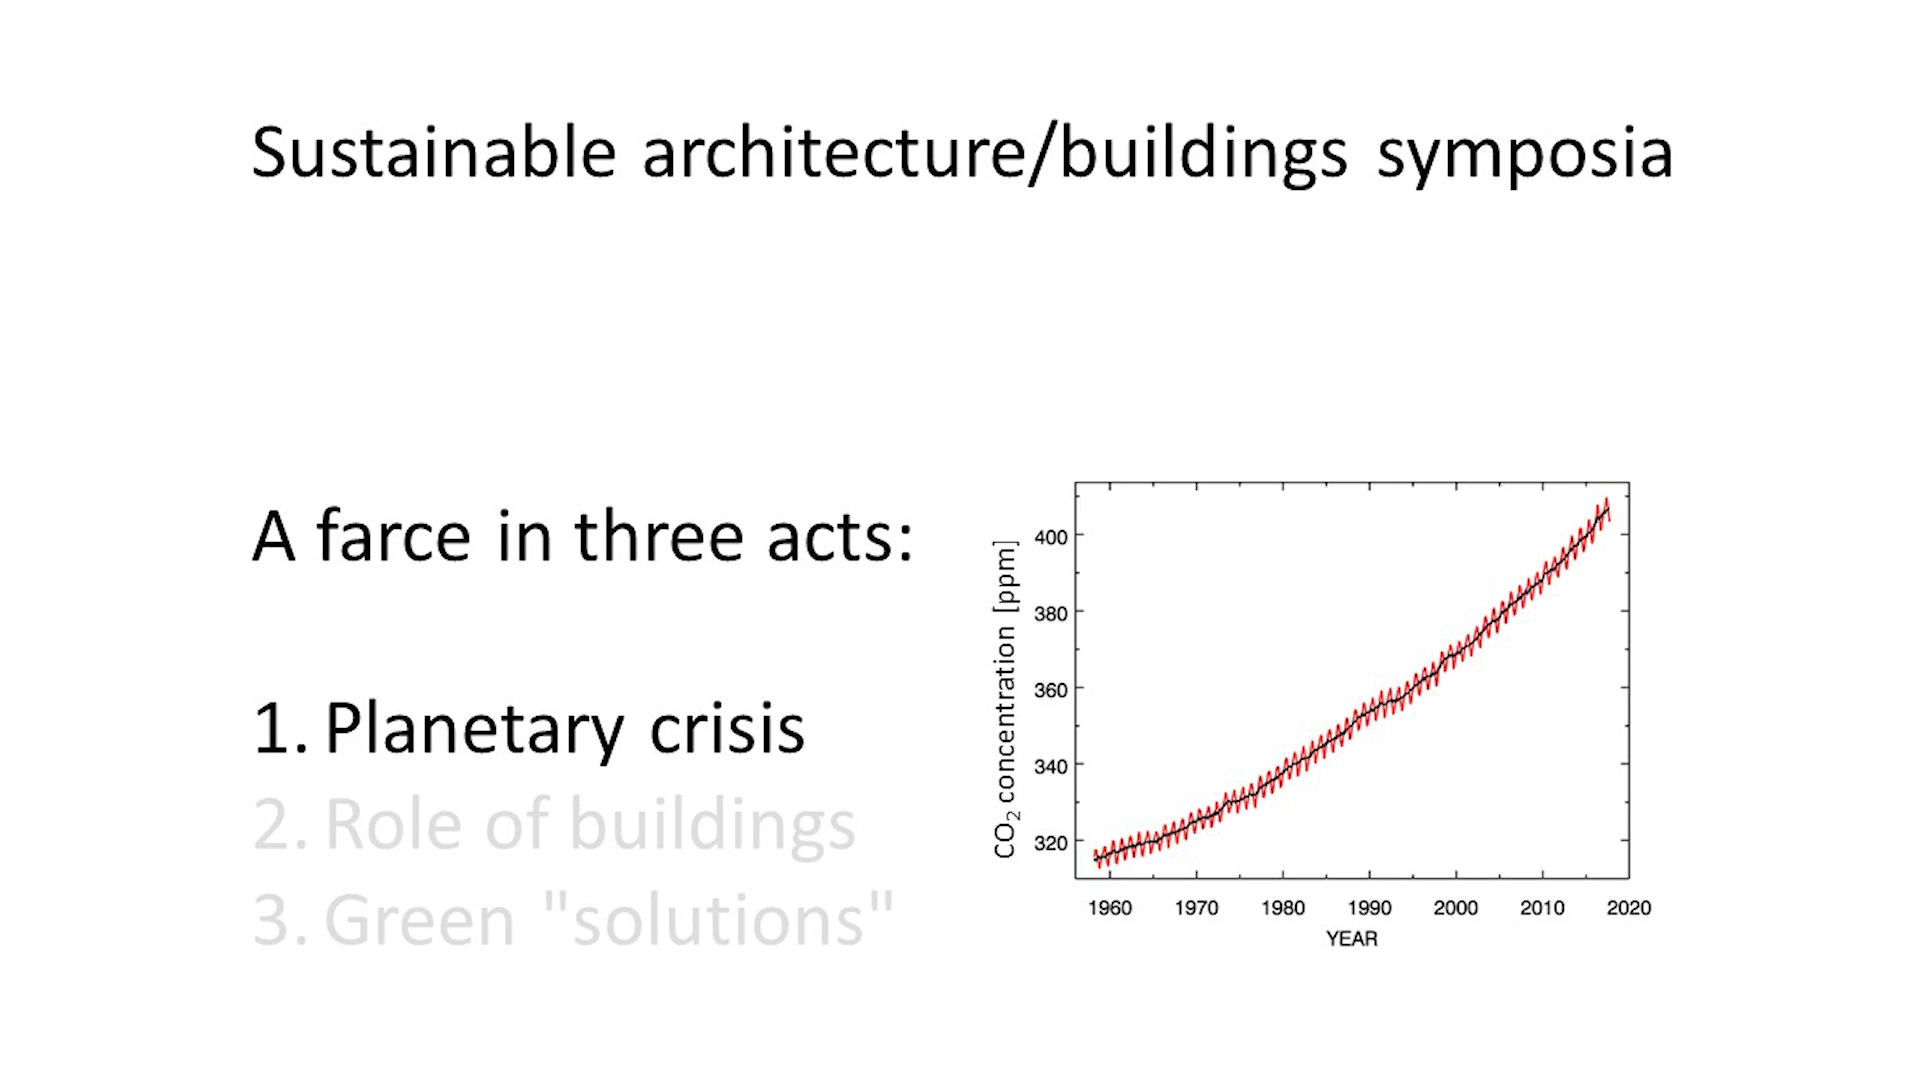 Sustainable architecture/buildings symposia
A farce in three acts:
1. Planetary crisis
2. Role of buildings
3. Green "solutions"
CO₂ concentration [ppm]
400
380
360
340
320
1960 1970 1980 1990 2000 2010 2020
YEAR